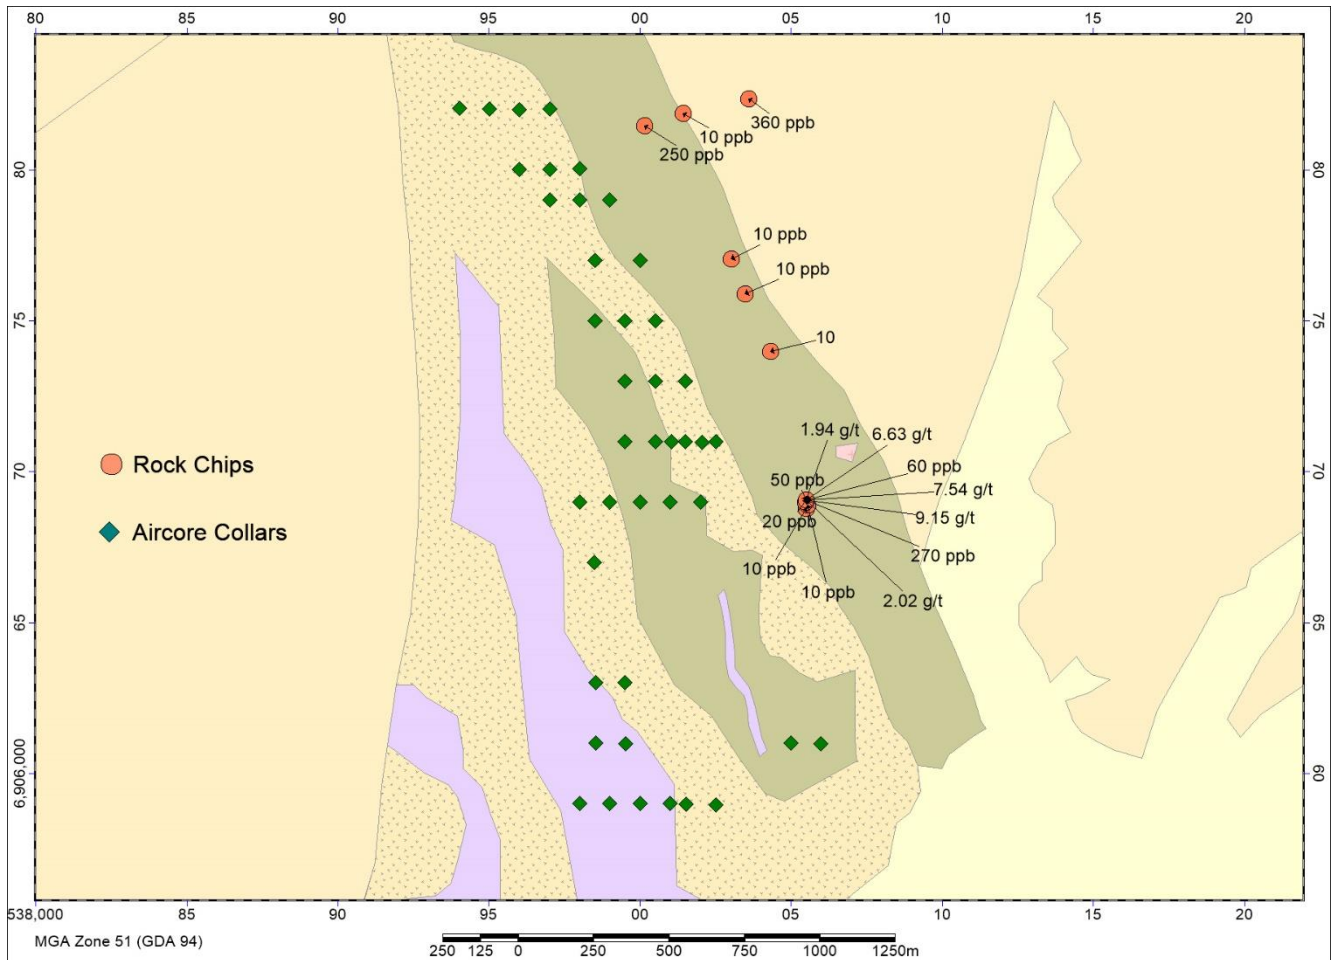 80 85 90 95 00 05 10 15 20
360 ppb
10 ppb
250 ppb
80 80
10 ppb
10 ppb
75 75
10
1.94 g/t
6.63 g/t
Rock Chips
60 ppb
70 70
50 ppb
7.54 g/t
9.15 g/t
20 ppb
Aircore Collars
270 ppb
10 ppb
10 ppb
2.02 g/t
65 65
6,906,000 60
538,000 85 90 95 00 05 10 15 20
MGA Zone 51 (GDA 94)
250 125 0 250 500 750 1000 1250m